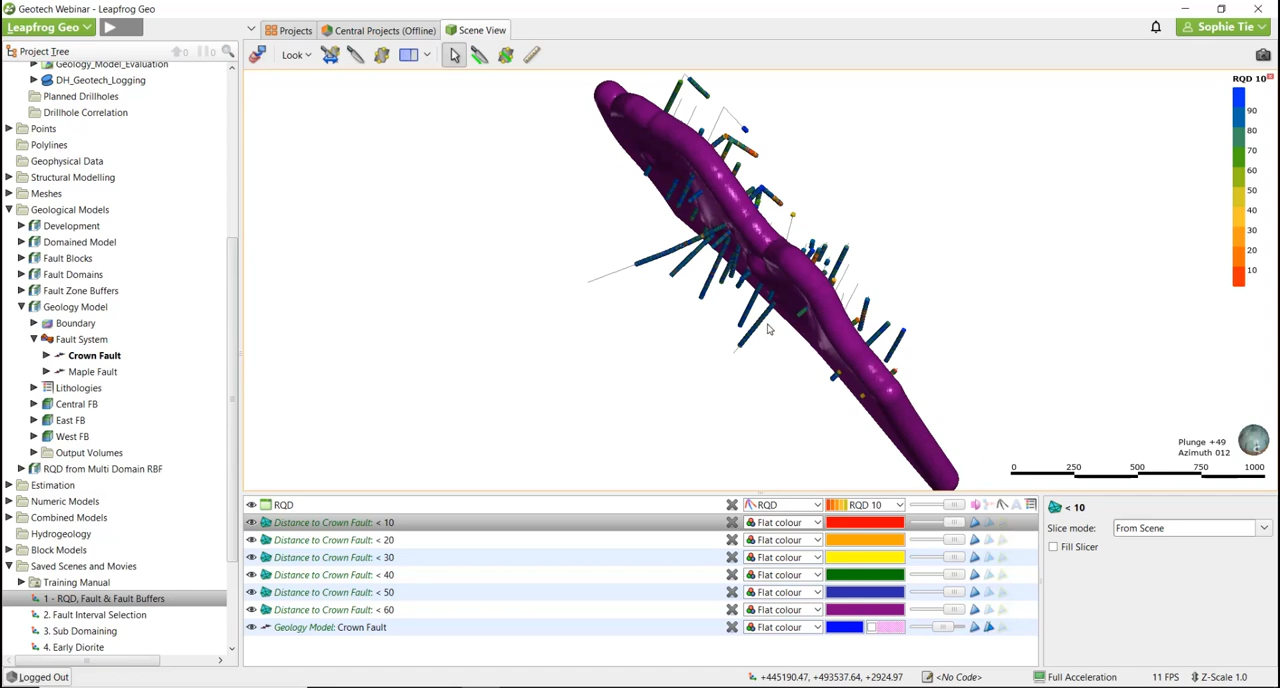 Geotech Webinar — Leapfrog Geo
Leapfrog Geo
Projects
Central Projects (Offline)
Scene View
Sophie Tie
Project Tree
0
0
Look
Geology_Model_Evaluation
DH_Geotech_Logging
Planned Drillholes
Drillhole Correlation
Points
Polylines
Geophysical Data
Structural Modelling
Meshes
Geological Models
Development
Domained Model
Fault Blocks
Fault Domains
Fault Zone Buffers
Geology Model
Boundary
Fault System
Crown Fault
Maple Fault
Lithologies
Central FB
East FB
West FB
Output Volumes
RQD from Multi Domain RBF
Estimation
Numeric Models
Combined Models
Hydrogeology
Block Models
Saved Scenes and Movies
Training Manual
1 - RQD, Fault & Fault Buffers
2. Fault Interval Selection
3. Sub Domaining
4. Early Diorite
Logged Out
RQD 10
90
80
70
60
50
40
30
20
10
Plunge +49
Azimuth 012
0 250 500 750 1000
RQD RQD RQD 10
Distance to Crown Fault: < 10 Flat colour
Distance to Crown Fault: < 20 Flat colour
Distance to Crown Fault: < 30 Flat colour
Distance to Crown Fault: < 40 Flat colour
Distance to Crown Fault: < 50 Flat colour
Distance to Crown Fault: < 60 Flat colour
Geology Model: Crown Fault Flat colour
< 10
Slice mode: From Scene
Fill Slicer
+445190.47, +493537.64, +2924.97
<No Code>
Full Acceleration
11 FPS
Z-Scale 1.0